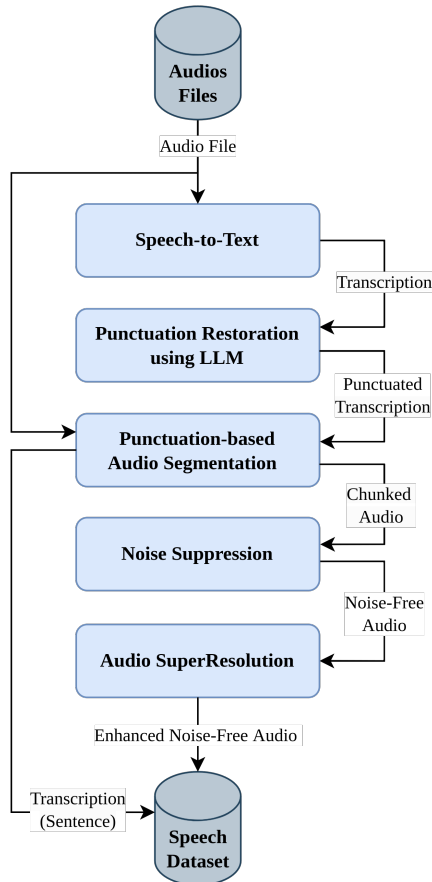 Audios
Files
Audio File
Speech-to-Text
Transcription
Punctuation Restoration
using LLM
Punctuated
Transcription
Punctuation-based
Audio Segmentation
Chunked
Audio
Noise Suppression
Noise-Free
Audio
Audio SuperResolution
Enhanced Noise-Free Audio
Transcription
(Sentence)
Speech
Dataset